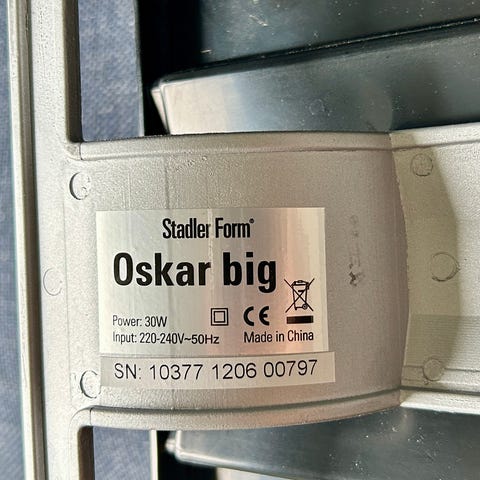 Stadler Form®
Oskar big
Power: 30W
Input: 220-240V~50Hz
CE
Made in China
SN: 10377 1206 00797